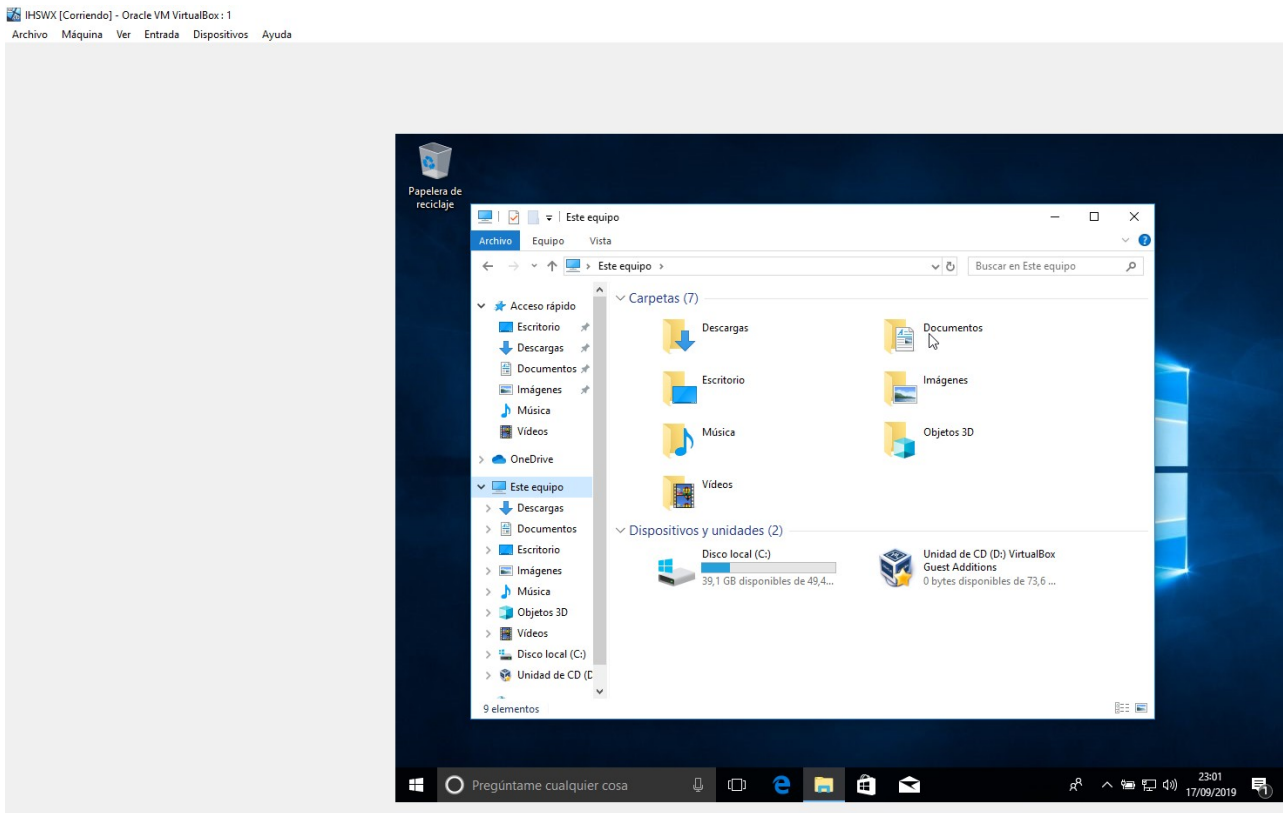 IHSWX [Corriendo] - Oracle VM VirtualBox : 1
Archivo Máquina Ver Entrada Dispositivos Ayuda
Papelera de
reciclaje
Este equipo
Archivo Equipo Vista
Este equipo
Buscar en Este equipo
Acceso rápido
Escritorio
Descargas
Documentos
Imágenes
Música
Vídeos
OneDrive
Este equipo
Descargas
Documentos
Escritorio
Imágenes
Música
Objetos 3D
Vídeos
Disco local (C:)
Unidad de CD (D
Carpetas (7)
Descargas
Documentos
Escritorio
Imágenes
Música
Objetos 3D
Vídeos
Dispositivos y unidades (2)
Disco local (C:)
39,1 GB disponibles de 49,4...
Unidad de CD (D:) VirtualBox
Guest Additions
0 bytes disponibles de 73,6 ...
9 elementos
Pregúntame cualquier cosa
23:01
17/09/2019
1